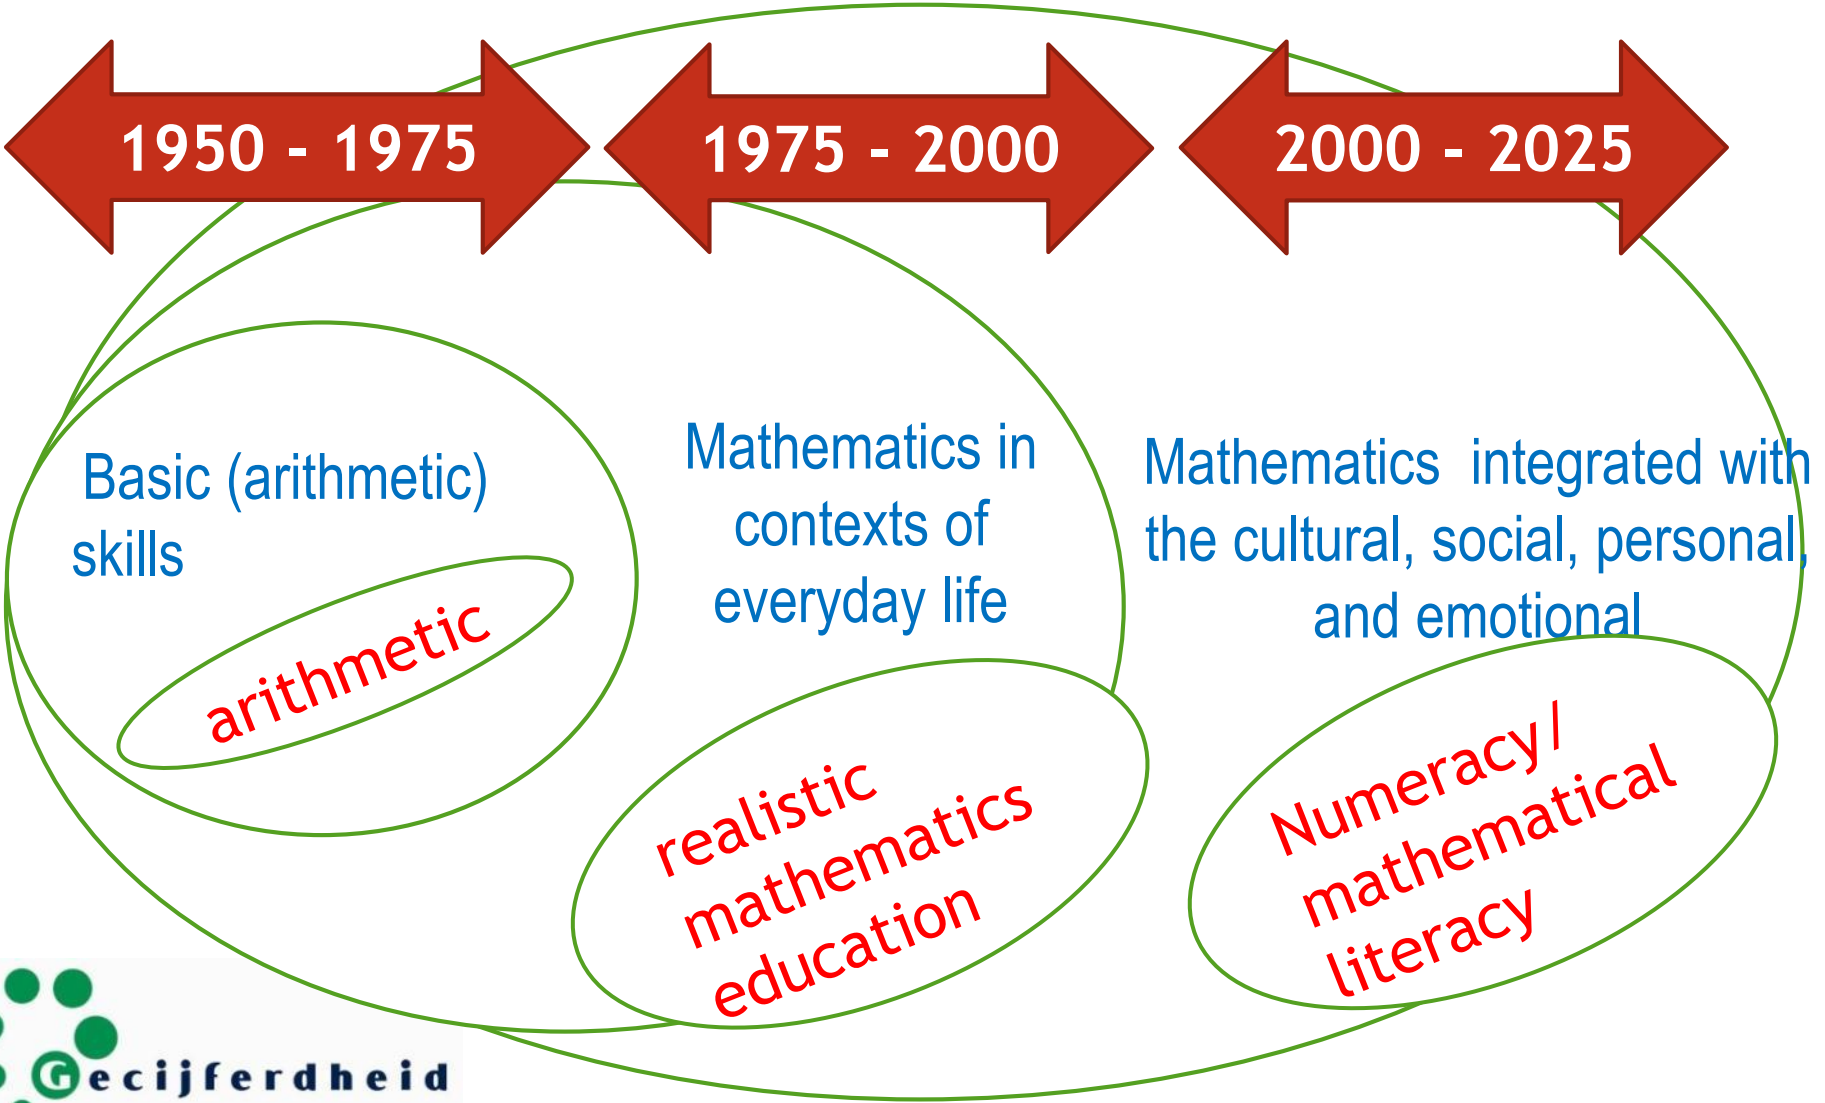 1950 - 1975
1975 - 2000
2000 - 2025
Basic (arithmetic)
skills
arithmetic
Mathematics in
contexts of
everyday life
realistic
mathematics
education
Mathematics integrated with
the cultural, social, personal,
and emotional
Numeracy/
mathematical
literacy
Gecijferdheid